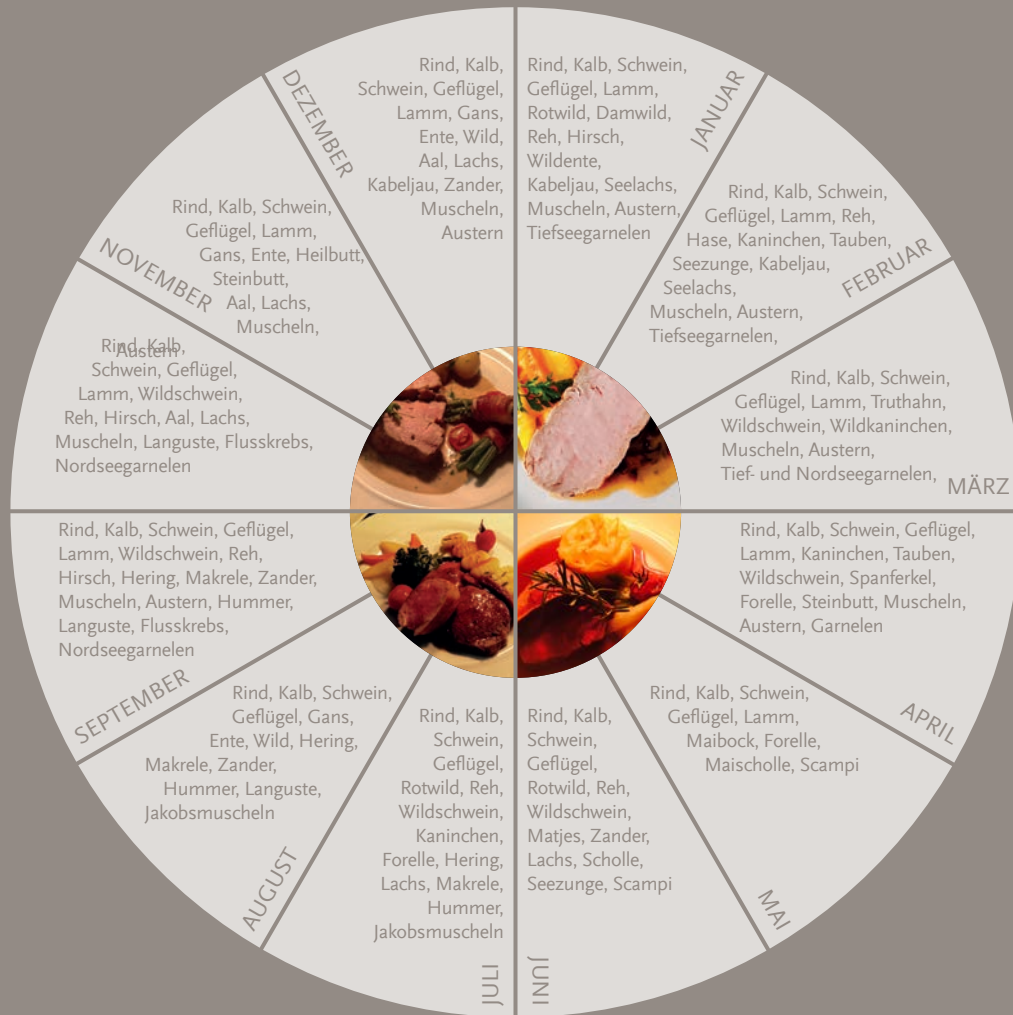 JANUAR
Rind, Kalb, Schwein,
Geflügel, Lamm,
Rotwild, Damwild,
Reh, Hirsch,
Wildente,
Kabeljau, Seelachs,
Muscheln, Austern,
Tiefseegarnelen
FEBRUAR
Rind, Kalb, Schwein,
Geflügel, Lamm, Reh,
Hase, Kaninchen, Tauben,
Seezunge, Kabeljau,
Seelachs,
Muscheln, Austern,
Tiefseegarnelen,
MÄRZ
Rind, Kalb, Schwein,
Geflügel, Lamm, Truthahn,
Wildschwein, Wildkaninchen,
Muscheln, Austern,
Tief- und Nordseegarnelen,
APRIL
Rind, Kalb, Schwein, Geflügel,
Lamm, Kaninchen, Tauben,
Wildschwein, Spanferkel,
Forelle, Steinbutt, Muscheln,
Austern, Garnelen
MAI
Rind, Kalb, Schwein,
Geflügel, Lamm,
Maibock, Forelle,
Maischolle, Scampi
JUNI
Rind, Kalb,
Schwein,
Geflügel,
Rotwild, Reh,
Wildschwein,
Matjes, Zander,
Lachs, Scholle,
Seezunge, Scampi
JULI
Rind, Kalb,
Schwein,
Geflügel,
Rotwild, Reh,
Wildschwein,
Kaninchen,
Forelle, Hering,
Lachs, Makrele,
Hummer,
Jakobsmuscheln
AUGUST
Rind, Kalb, Schwein,
Geflügel, Gans,
Ente, Wild, Hering,
Makrele, Zander,
Hummer, Languste,
Jakobsmuscheln
SEPTEMBER
Rind, Kalb, Schwein, Geflügel,
Lamm, Wildschwein, Reh,
Hirsch, Hering, Makrele, Zander,
Muscheln, Austern, Hummer,
Languste, Flusskrebs,
Nordseegarnelen
Rind, Kalb,
Schwein, Geflügel,
Lamm, Wildschwein,
Reh, Hirsch, Aal, Lachs,
Muscheln, Languste, Flusskrebs,
Nordseegarnelen
NOVEMBER
Rind, Kalb, Schwein,
Geflügel, Lamm,
Gans, Ente, Heilbutt,
Steinbutt,
Aal, Lachs,
Muscheln,
Austern
DEZEMBER
Rind, Kalb,
Schwein, Geflügel,
Lamm, Gans,
Ente, Wild,
Aal, Lachs,
Kabeljau, Zander,
Muscheln,
Austern